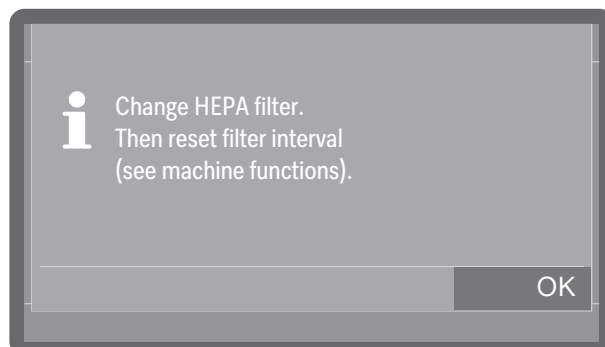 Change HEPA filter.
Then reset filter interval
(see machine functions).
OK